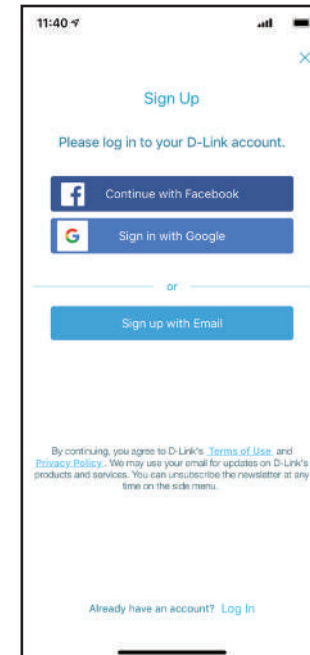 11:40
Sign Up
Please log in to your D-Link account.
Continue with Facebook
Sign in with Google
or
Sign up with Email
By continuing, you agree to D-Link's Terms of Use and
Privacy Policy. We may use your email for updates on D-Link's
products and services. You can unsubscribe the newsletter at any
time on the side menu.
Already have an account? Log In